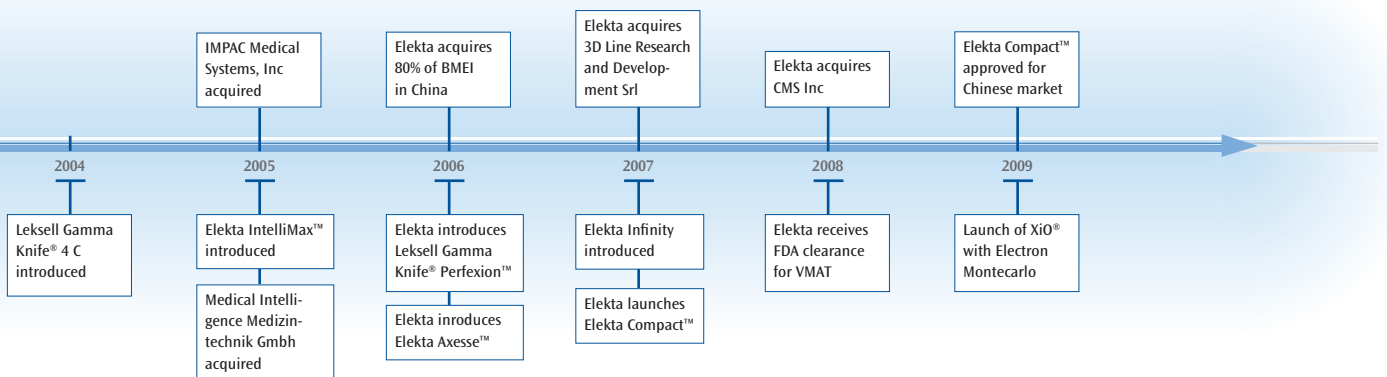 IMPAC Medical
Systems, Inc
acquired
Elekta acquires
80% of BMEI
in China
Elekta acquires
3D Line Research
and Develop-
ment Srl
Elekta acquires
CMS Inc
Elekta Compact™
approved for
Chinese market
2004
2005
2006
2007
2008
2009
Leksell Gamma
Knife® 4 C
introduced
Elekta IntelliMax™
introduced
Medical Intelli-
gence Medizin-
technik Gmbh
acquired
Elekta introduces
Leksell Gamma
Knife® Perfexion™
Elekta inroduces
Elekta Axesse™
Elekta Infinity
introduced
Elekta launches
Elekta Compact™
Elekta receives
FDA clearance
for VMAT
Launch of XiO®
with Electron
Montecarlo